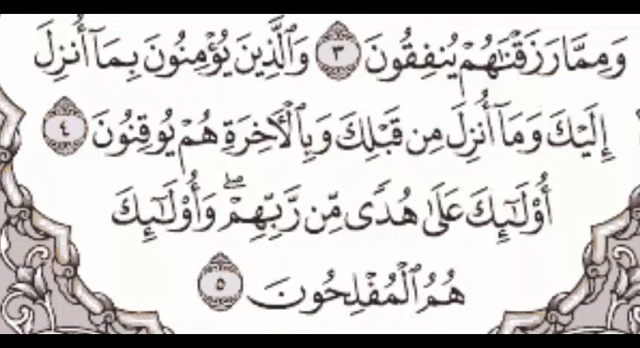 وَمِمَّا رَزَقْنَٰهُمْ يُنفِقُونَ ٣ وَٱلَّذِينَ يُؤْمِنُونَ بِمَآ أُنزِلَ
إِلَيْكَ وَمَآ أُنزِلَ مِن قَبْلِكَ وَبِٱلْأَخِرَةِ هُمْ يُوقِنُونَ ٤
أُو۟لَٰٓئِكَ عَلَىٰ هُدًى مِّن رَّبِّهِمْ ۖ وَأُو۟لَٰٓئِكَ
هُمُ ٱلْمُفْلِحُونَ ٥